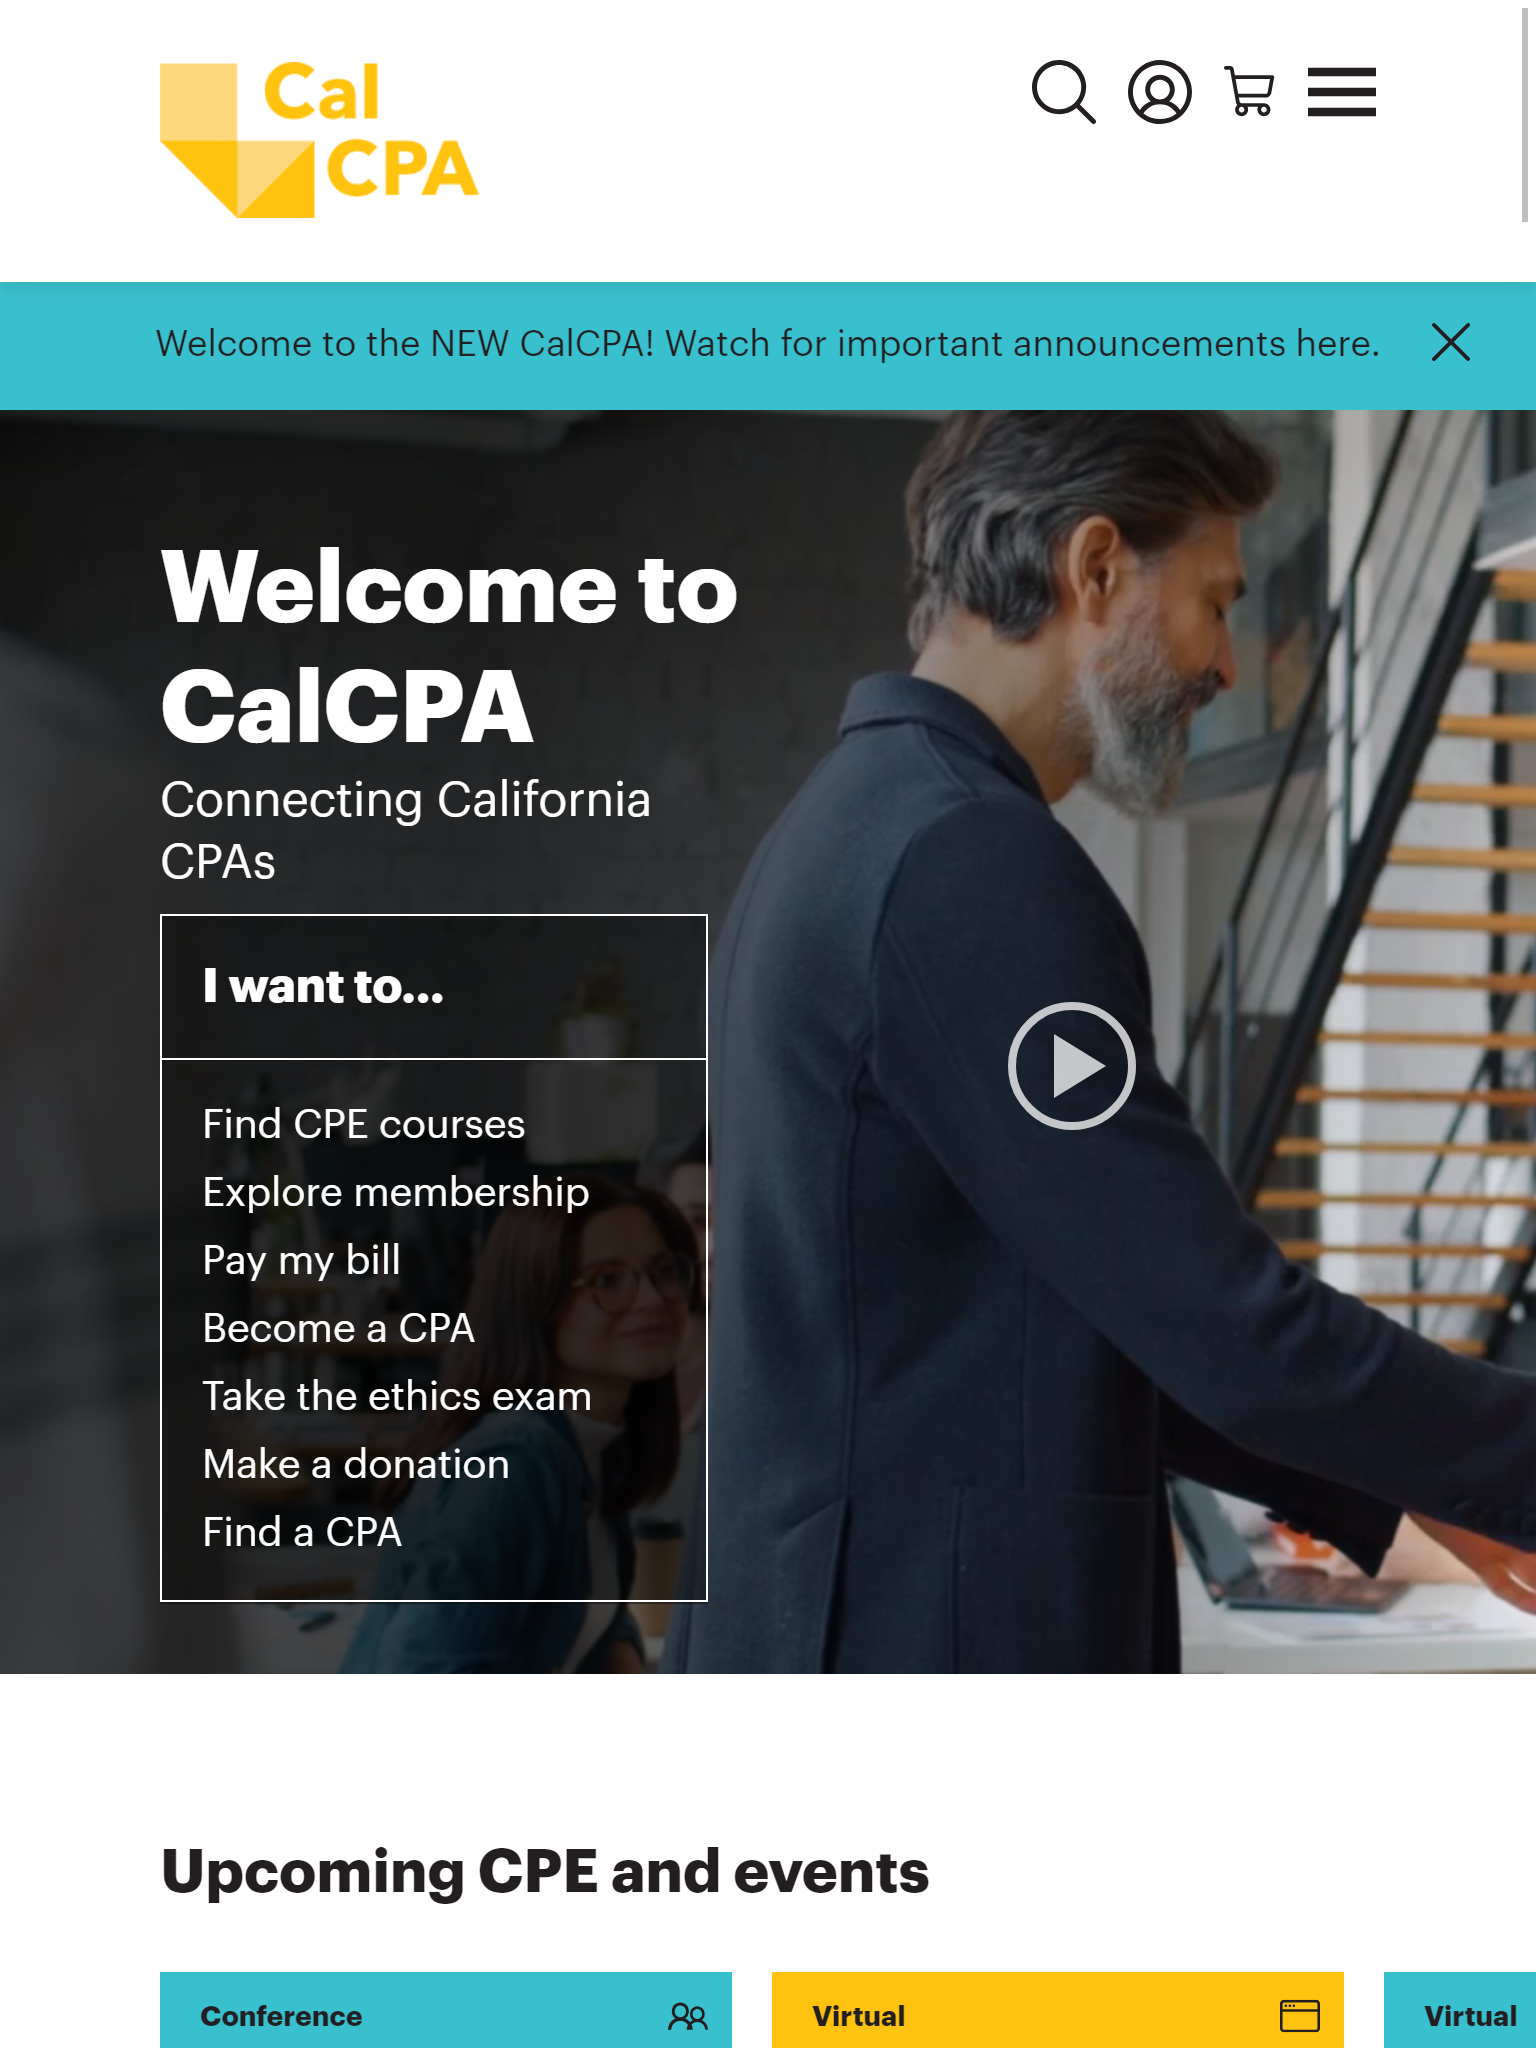 Cal
CPA
Welcome to the NEW CalCPA! Watch for important announcements here.
Welcome to
CalCPA
Connecting California
CPAs
I want to...
Find CPE courses
Explore membership
Pay my bill
Become a CPA
Take the ethics exam
Make a donation
Find a CPA
Upcoming CPE and events
Conference
Virtual
Virtual